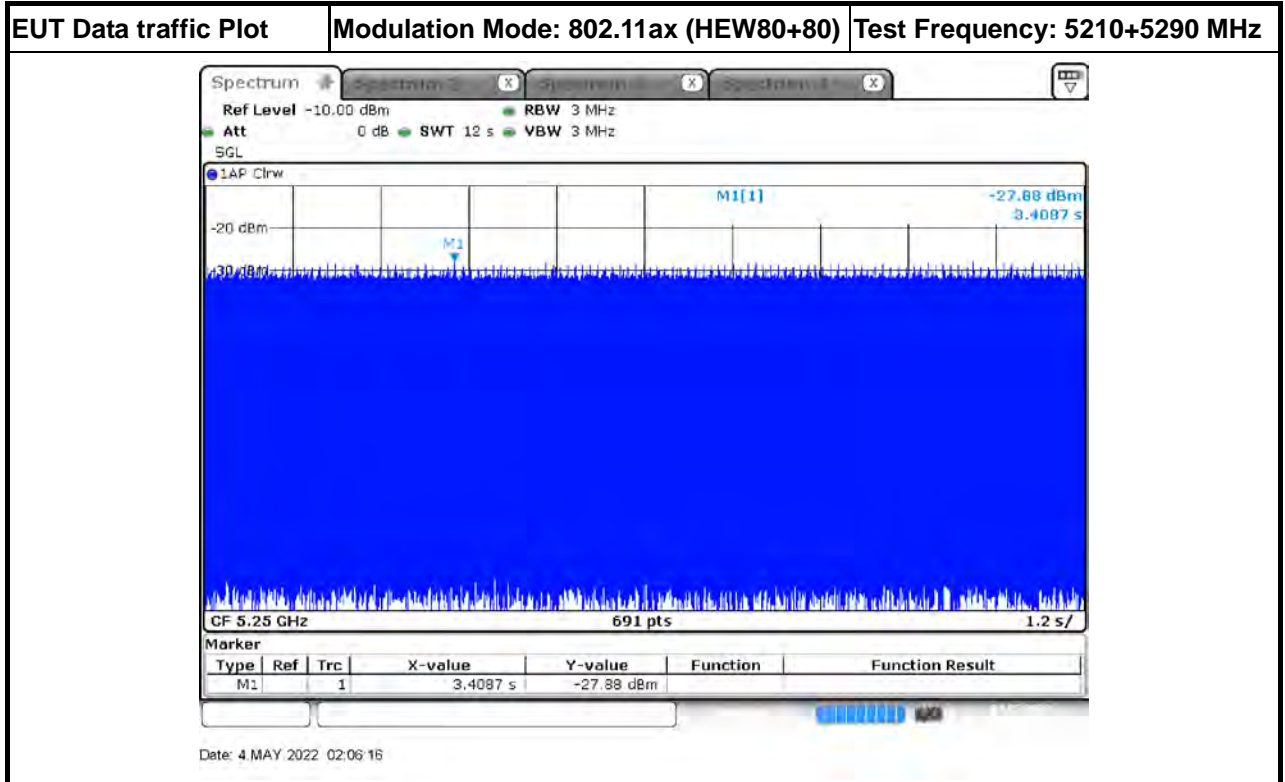 EUT Data traffic Plot Modulation Mode: 802.11ax (HEW80+80) Test Frequency: 5210+5290 MHz
Spectrum X X X
Ref Level -10.00 dBm RBW 3 MHz
Att 0 dB SWT 12 s VBW 3 MHz
SGL
1AP Clrw
M1[1] -27.88 dBm
3.4087 s
-20 dBm
M1
-30 dBm
CF 5.25 GHz 691 pts 1.2 s/
Marker
Type Ref Trc X-value Y-value Function Function Result
M1 1 3.4087 s -27.88 dBm
Date: 4.MAY.2022 02:06:16